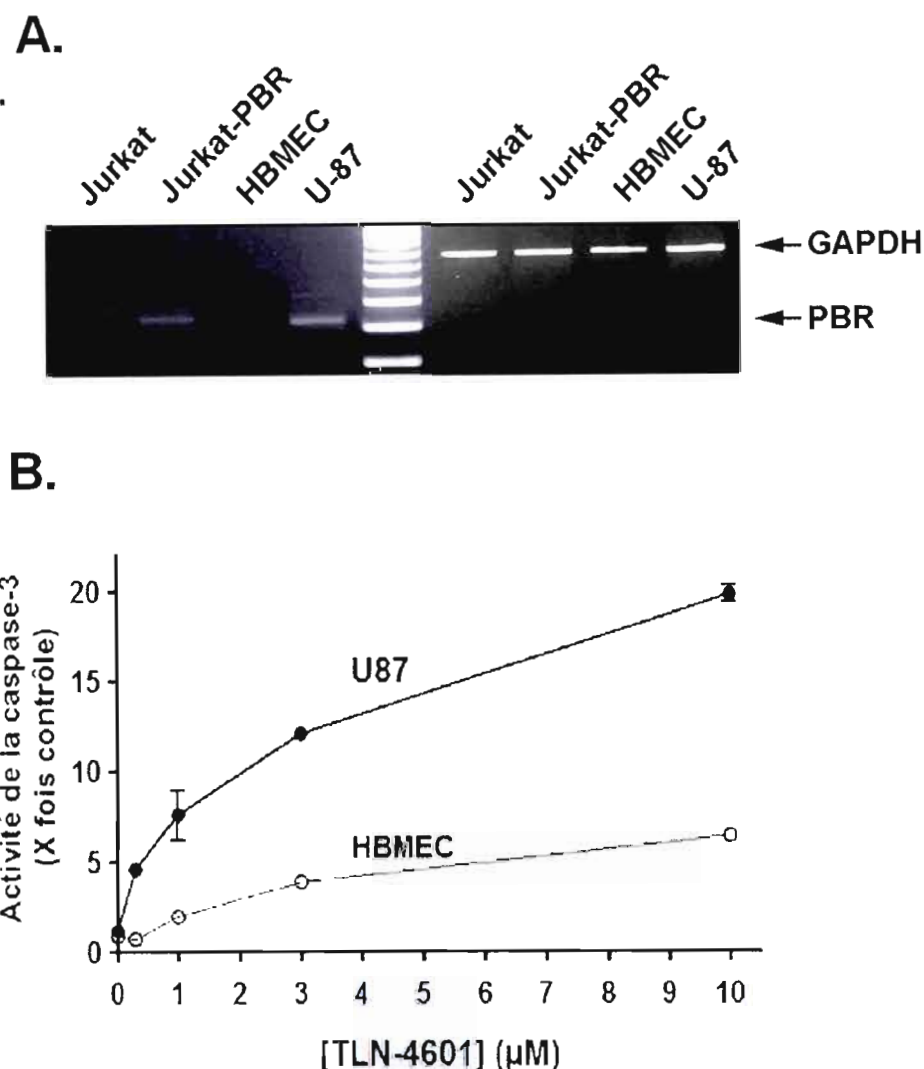 A.
Jurkat
Jurkat-PBR
HBMEC
U-87
Jurkat
Jurkat-PBR
HBMEC
U-87
GAPDH
PBR
B.
Activité de la caspase-3
(X fois contrôle)
20
15
10
5
0
U87
HBMEC
0 1 2 3 4 5 6 7 8 9 10
[TLN-4601] (µM)